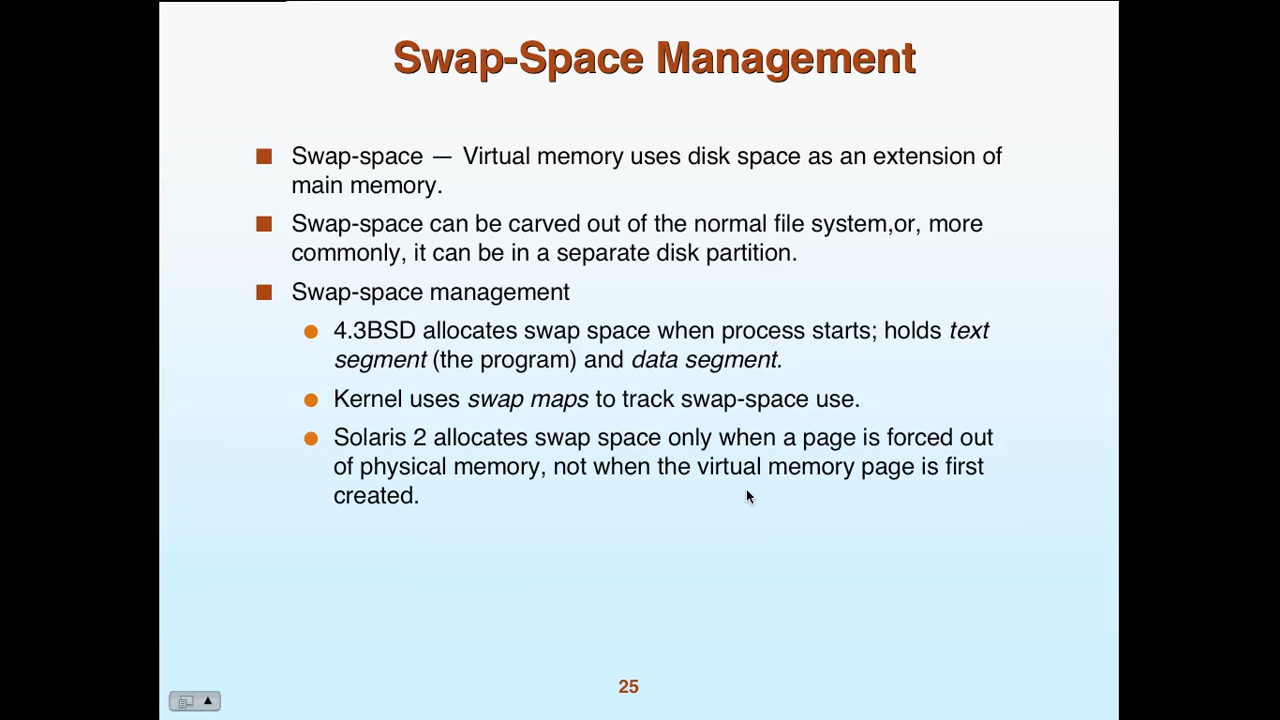 Swap-Space Management
Swap-space — Virtual memory uses disk space as an extension of
main memory.
Swap-space can be carved out of the normal file system,or, more
commonly, it can be in a separate disk partition.
Swap-space management
4.3BSD allocates swap space when process starts; holds text
segment (the program) and data segment.
Kernel uses swap maps to track swap-space use.
Solaris 2 allocates swap space only when a page is forced out
of physical memory, not when the virtual memory page is first
created.
25